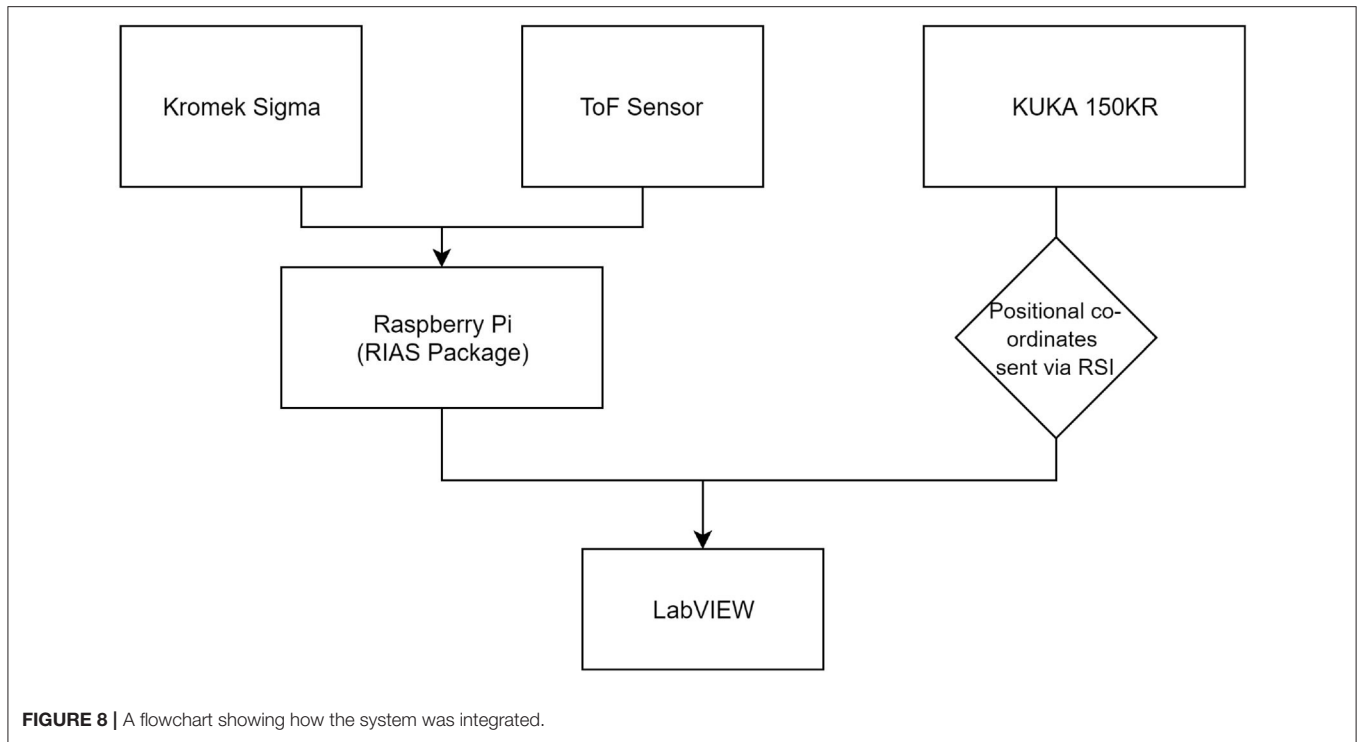 Kromek Sigma
ToF Sensor
KUKA 150KR
Raspberry Pi
(RIAS Package)
Positional co-
ordinates
sent via RSI
LabVIEW
FIGURE 8 | A flowchart showing how the system was integrated.